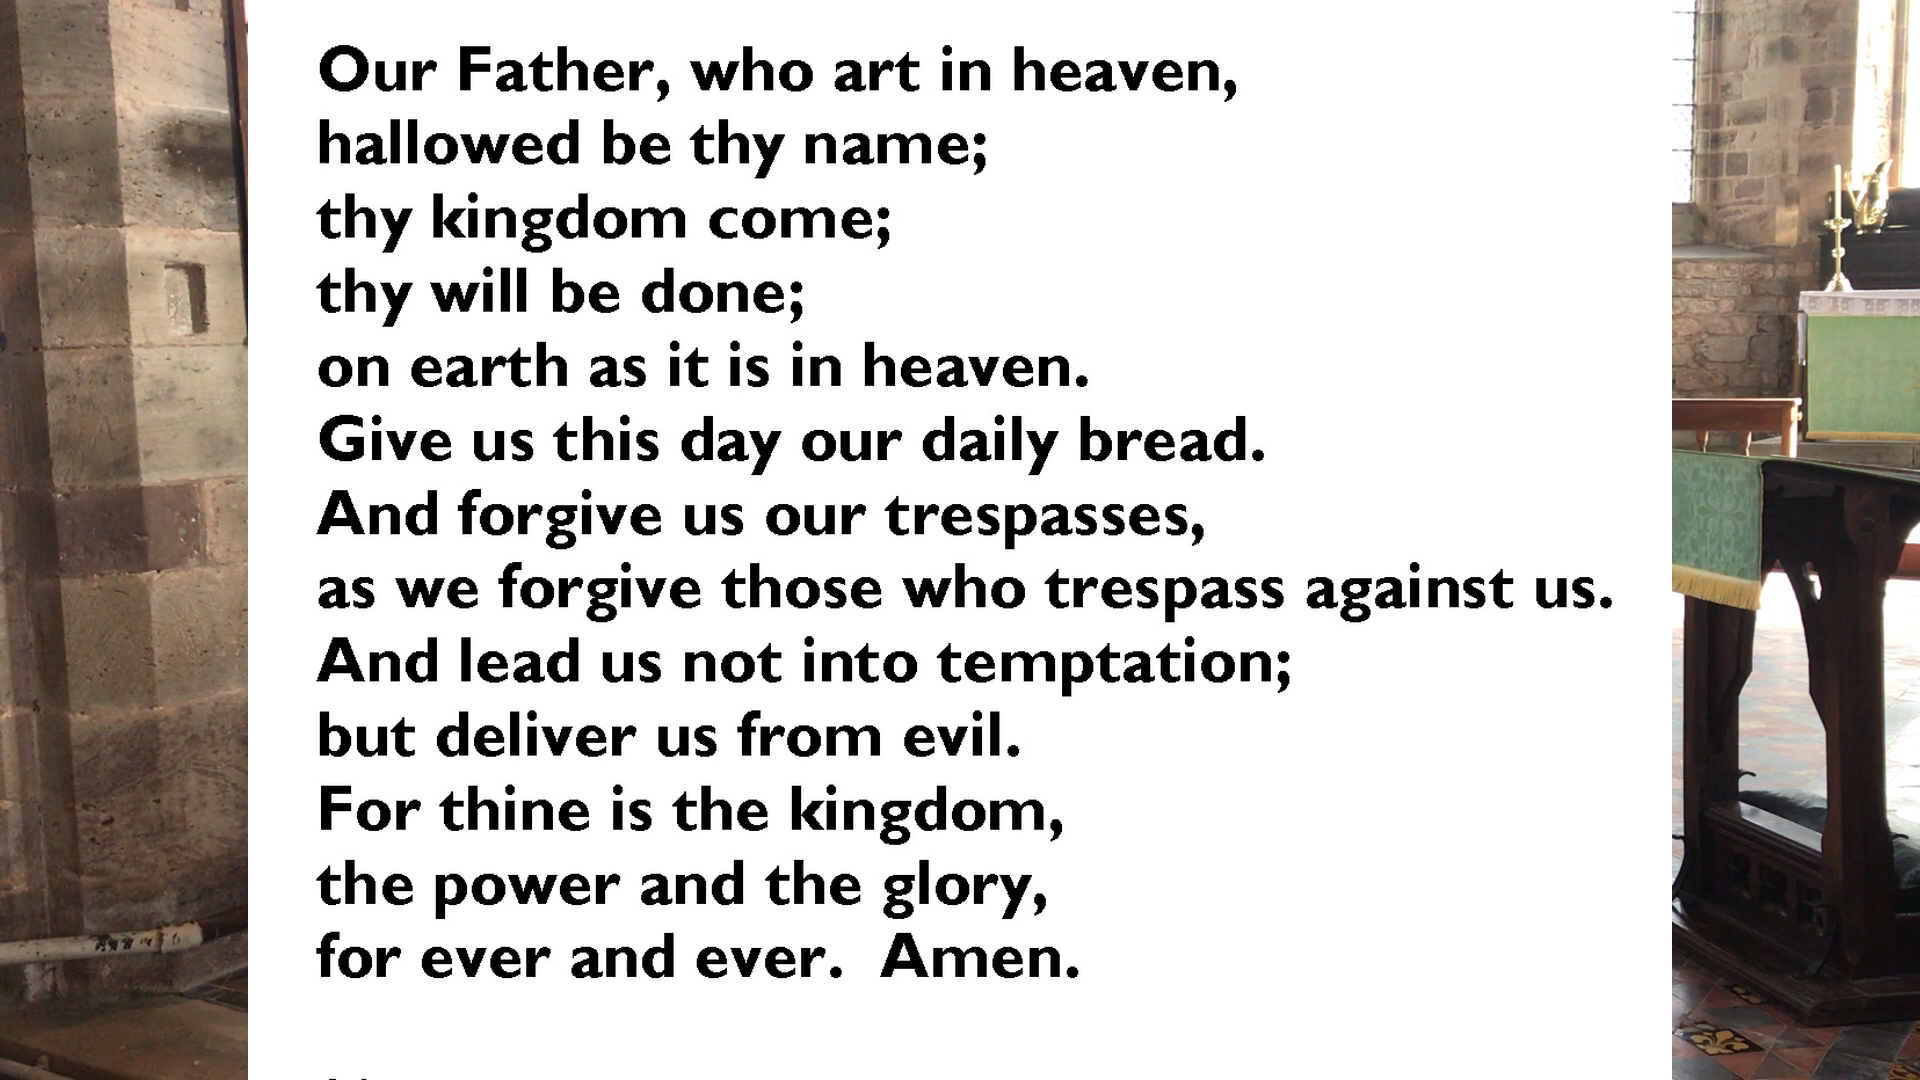 Our Father, who art in heaven,
hallowed be thy name;
thy kingdom come;
thy will be done;
on earth as it is in heaven.
Give us this day our daily bread.
And forgive us our trespasses,
as we forgive those who trespass against us.
And lead us not into temptation;
but deliver us from evil.
For thine is the kingdom,
the power and the glory,
for ever and ever.  Amen.